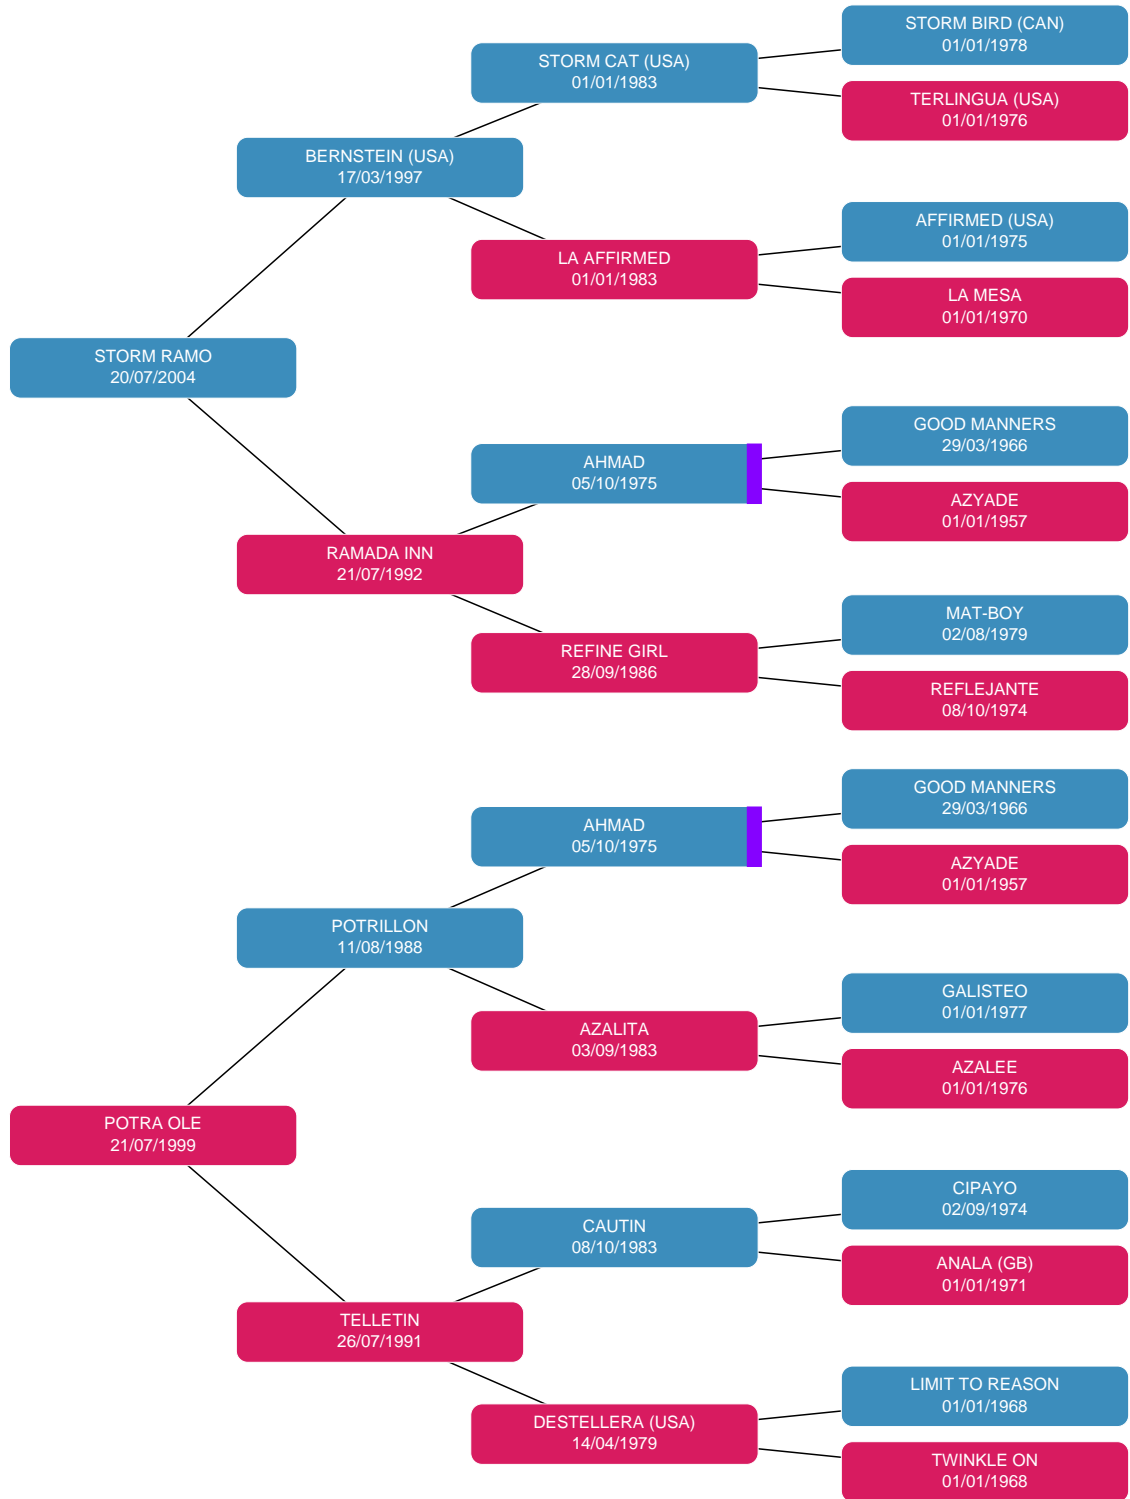 STORM BIRD (CAN)
01/01/1978
STORM CAT (USA)
01/01/1983
TERLINGUA (USA)
01/01/1976
BERNSTEIN (USA)
17/03/1997
AFFIRMED (USA)
01/01/1975
LA AFFIRMED
01/01/1983
LA MESA
01/01/1970
STORM RAMO
20/07/2004
GOOD MANNERS
29/03/1966
AHMAD
05/10/1975
AZYADE
01/01/1957
RAMADA INN
21/07/1992
MAT-BOY
02/08/1979
REFINE GIRL
28/09/1986
REFLEJANTE
08/10/1974
GOOD MANNERS
29/03/1966
AHMAD
05/10/1975
AZYADE
01/01/1957
POTRILLON
11/08/1988
GALISTEO
01/01/1977
AZALITA
03/09/1983
AZALEE
01/01/1976
POTRA OLE
21/07/1999
CIPAYO
02/09/1974
CAUTIN
08/10/1983
ANALA (GB)
01/01/1971
TELLETIN
26/07/1991
LIMIT TO REASON
01/01/1968
DESTELLERA (USA)
14/04/1979
TWINKLE ON
01/01/1968